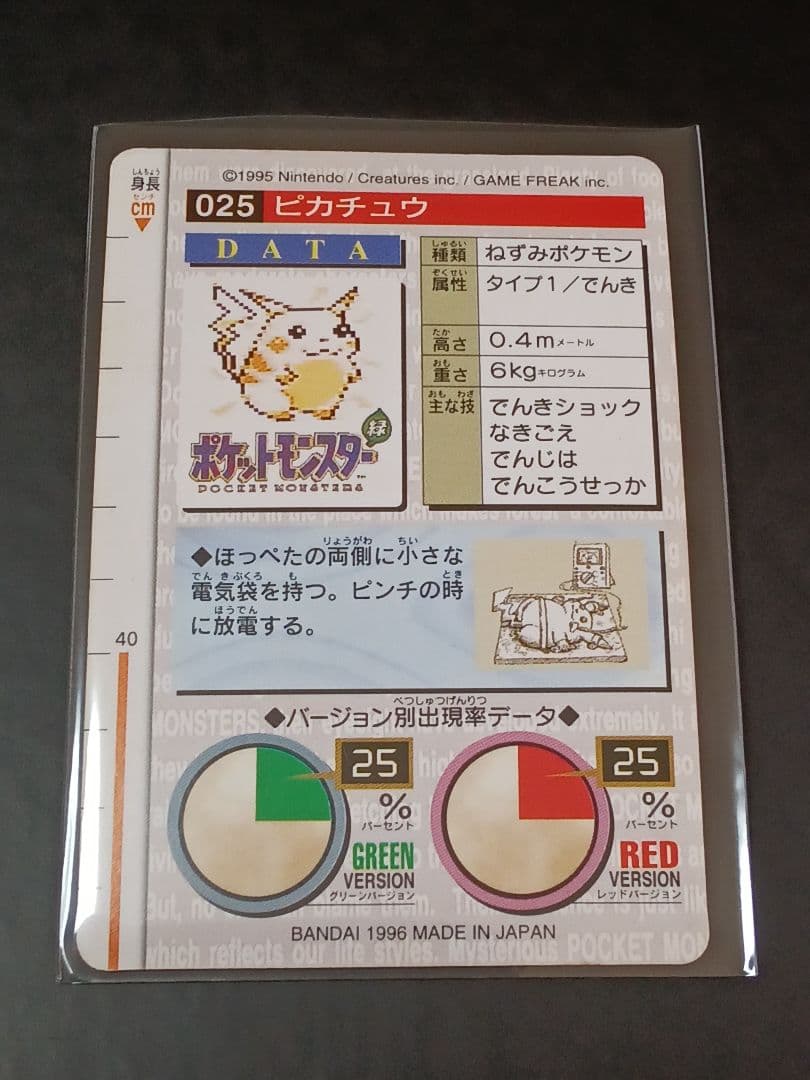 ©1995 Nintendo / Creatures inc. / GAME FREAK inc.
しんちょう
身長
センチ
cm
025 ピカチュウ
DATA
ポケットモンスター 緑
POCKET MONSTERS
しゅるい
種類 ねずみポケモン
ぞくせい
属性 タイプ1/でんき
たか
高さ 0.4mメートル
おも
重さ 6kgキログラム
おも わざ
主な技 でんきショック
なきごえ
でんじは
でんこうせっか
りょうがわ ちい
◆ほっぺたの両側に小さな
でんきぶくろ も とき
電気袋を持つ。ピンチの時
ほうでん
に放電する。
40
べつしゅつげんりつ
◆バージョン別出現率データ◆
25
%
パーセント
GREEN
VERSION
グリーンバージョン
25
%
パーセント
RED
VERSION
レッドバージョン
BANDAI 1996 MADE IN JAPAN
which reflects our life styles. Mysterious POCKET MON